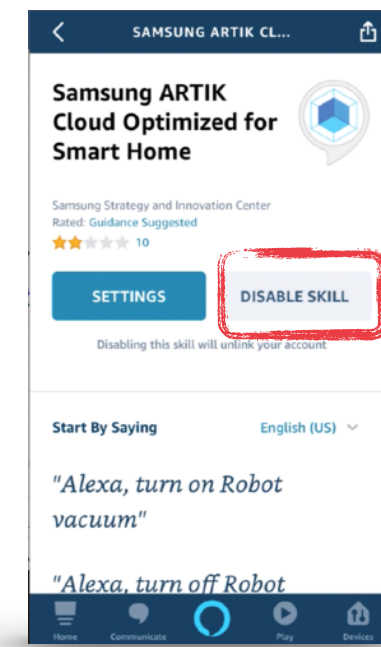 SAMSUNG ARTIK CL...
Samsung ARTIK
Cloud Optimized for
Smart Home
Samsung Strategy and Innovation Center
Rated: Guidance Suggested
10
SETTINGS
DISABLE SKILL
Disabling this skill will unlink your account
Start By Saying
English (US)
"Alexa, turn on Robot
vacuum"
"Alexa, turn off Robot
Home
Communicate
Play
Devices